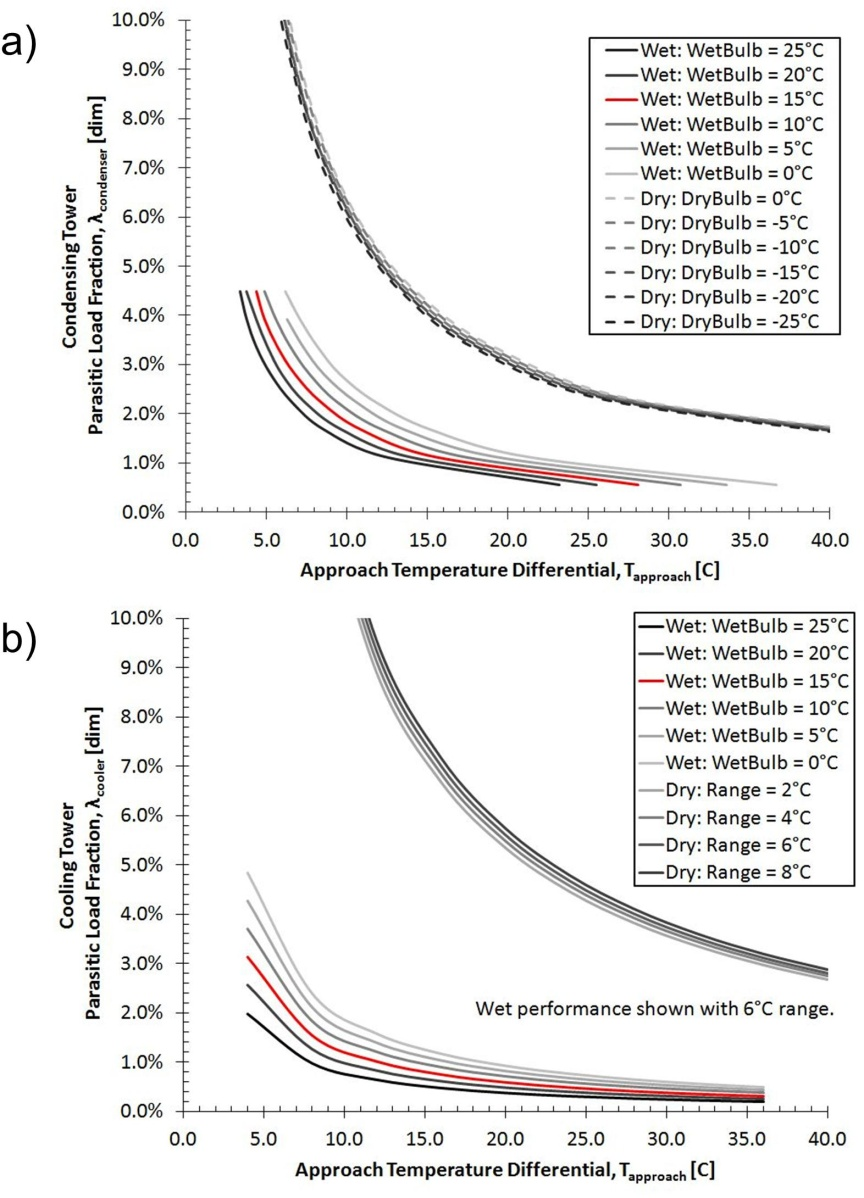 a)
10.0%
9.0%
8.0%
7.0%
6.0%
5.0%
4.0%
3.0%
2.0%
1.0%
0.0%
Condensing Tower
Parasitic Load Fraction, λcondenser [dim]
Wet: WetBulb = 25°C
Wet: WetBulb = 20°C
Wet: WetBulb = 15°C
Wet: WetBulb = 10°C
Wet: WetBulb = 5°C
Wet: WetBulb = 0°C
Dry: DryBulb = 0°C
Dry: DryBulb = -5°C
Dry: DryBulb = -10°C
Dry: DryBulb = -15°C
Dry: DryBulb = -20°C
Dry: DryBulb = -25°C
0.0 5.0 10.0 15.0 20.0 25.0 30.0 35.0 40.0
Approach Temperature Differential, Tapproach [C]
b)
10.0%
9.0%
8.0%
7.0%
6.0%
5.0%
4.0%
3.0%
2.0%
1.0%
0.0%
Cooling Tower
Parasitic Load Fraction, λcooler [dim]
Wet: WetBulb = 25°C
Wet: WetBulb = 20°C
Wet: WetBulb = 15°C
Wet: WetBulb = 10°C
Wet: WetBulb = 5°C
Wet: WetBulb = 0°C
Dry: Range = 2°C
Dry: Range = 4°C
Dry: Range = 6°C
Dry: Range = 8°C
Wet performance shown with 6°C range.
0.0 5.0 10.0 15.0 20.0 25.0 30.0 35.0 40.0
Approach Temperature Differential, Tapproach [C]